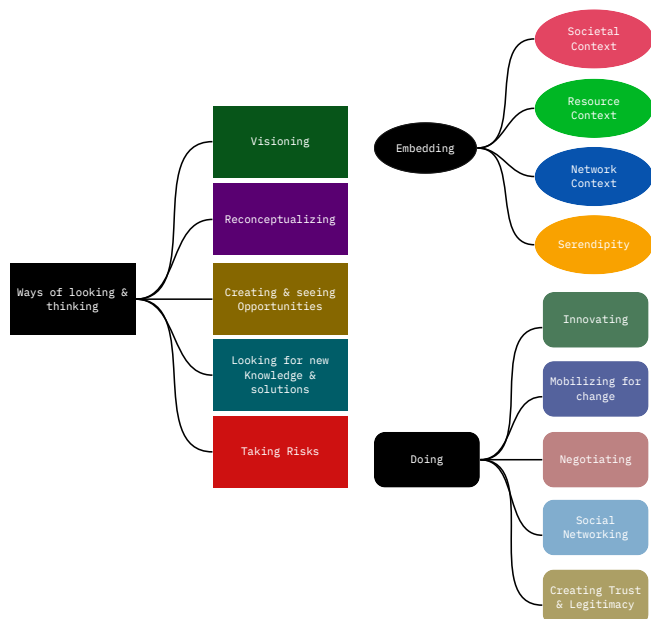 Ways of looking &
thinking
Visioning
Reconceptualizing
Creating & seeing
Opportunities
Looking for new
Knowledge &
solutions
Taking Risks
Embedding
Societal
Context
Resource
Context
Network
Context
Serendipity
Doing
Innovating
Mobilizing for
change
Negotiating
Social
Networking
Creating Trust
& Legitimacy